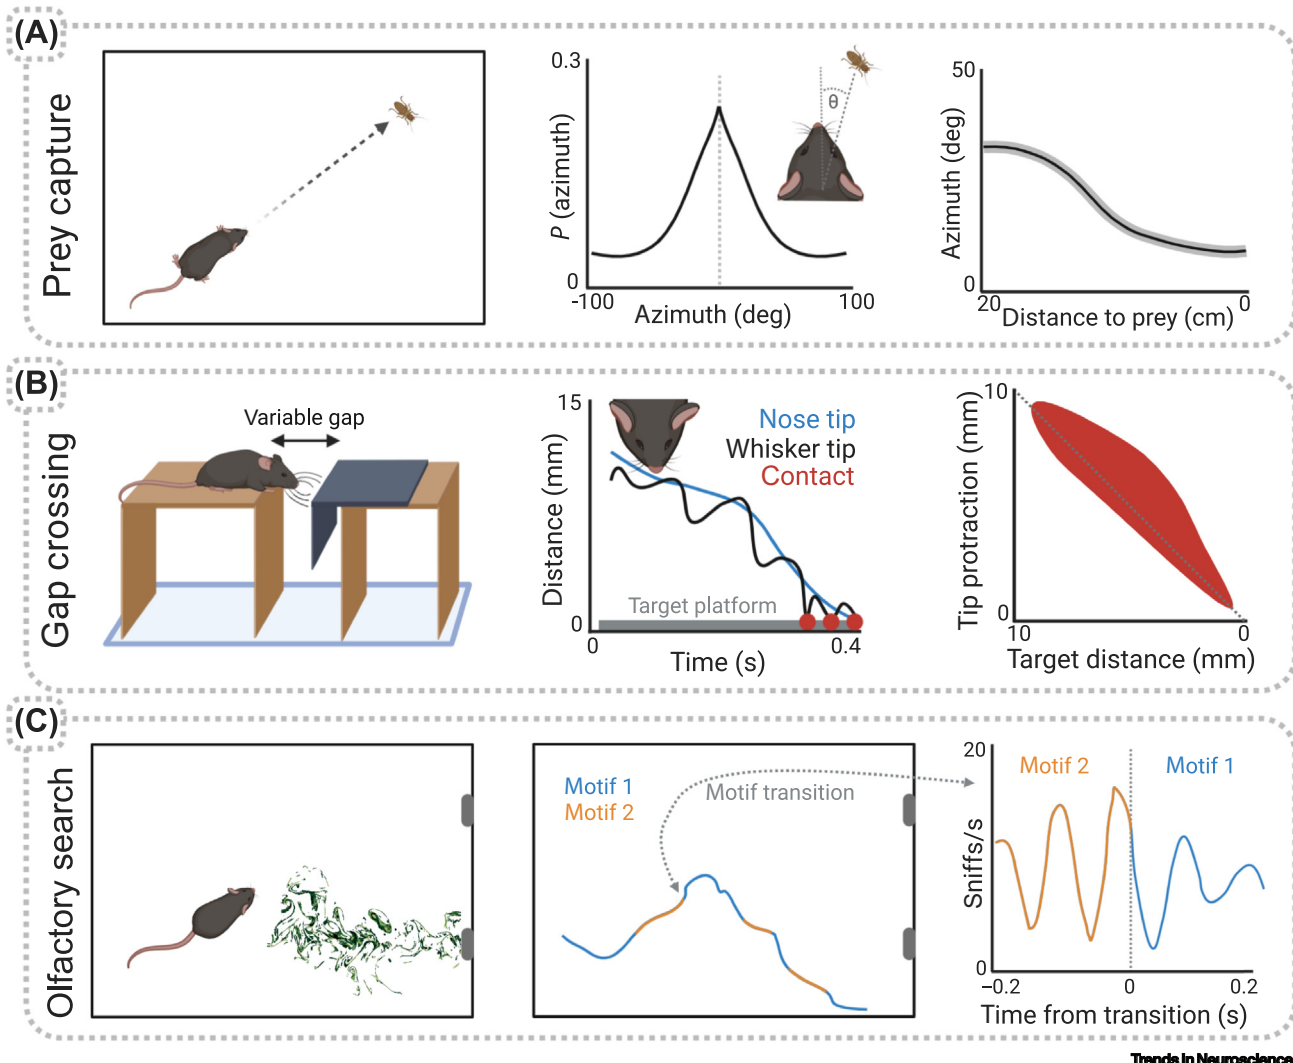 (A)
Prey capture
0.3
P (azimuth)
0
-100
100
Azimuth (deg)
θ
50
Azimuth (deg)
0
20
0
Distance to prey (cm)
(B)
Gap crossing
Variable gap
15
Distance (mm)
0
Nose tip
Whisker tip
Contact
Target platform
0
0.4
Time (s)
10
Tip protraction (mm)
0
10
0
Target distance (mm)
(C)
Olfactory search
Motif 1
Motif 2
Motif transition
20
Sniffs/s
0
Motif 2
Motif 1
−0.2
0
0.2
Time from transition (s)
Trends in Neuroscience